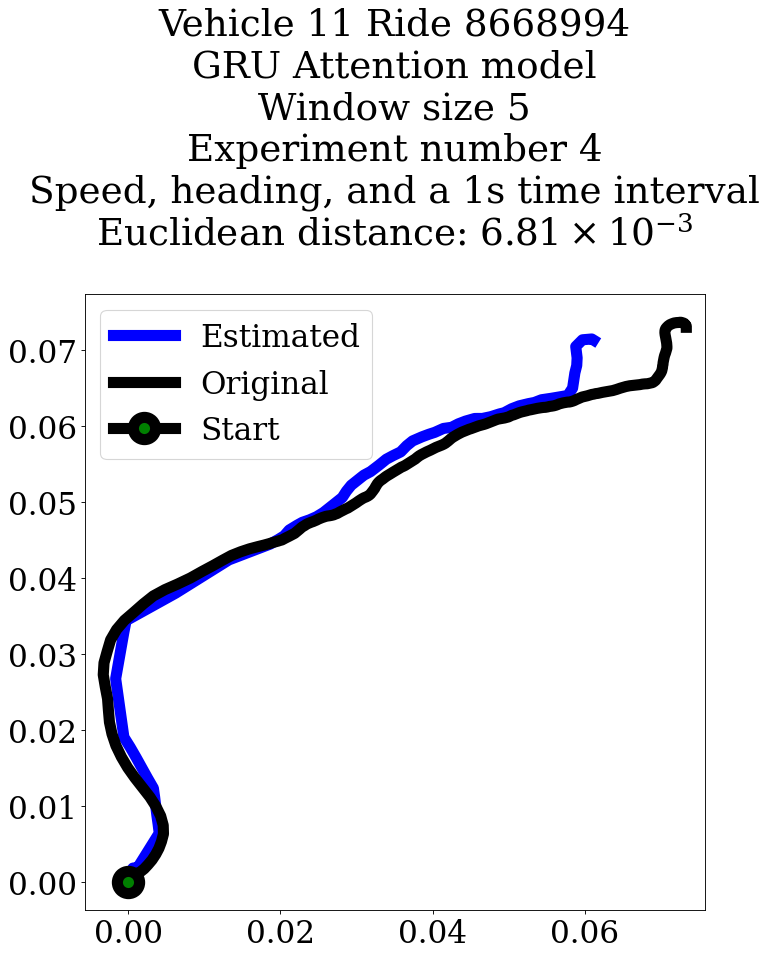 Vehicle 11 Ride 8668994
GRU Attention model
Window size 5
Experiment number 4
Speed, heading, and a 1s time interval
Euclidean distance: 6.81 × 10⁻³
Estimated
Original
Start
0.07
0.06
0.05
0.04
0.03
0.02
0.01
0.00
0.00 0.02 0.04 0.06